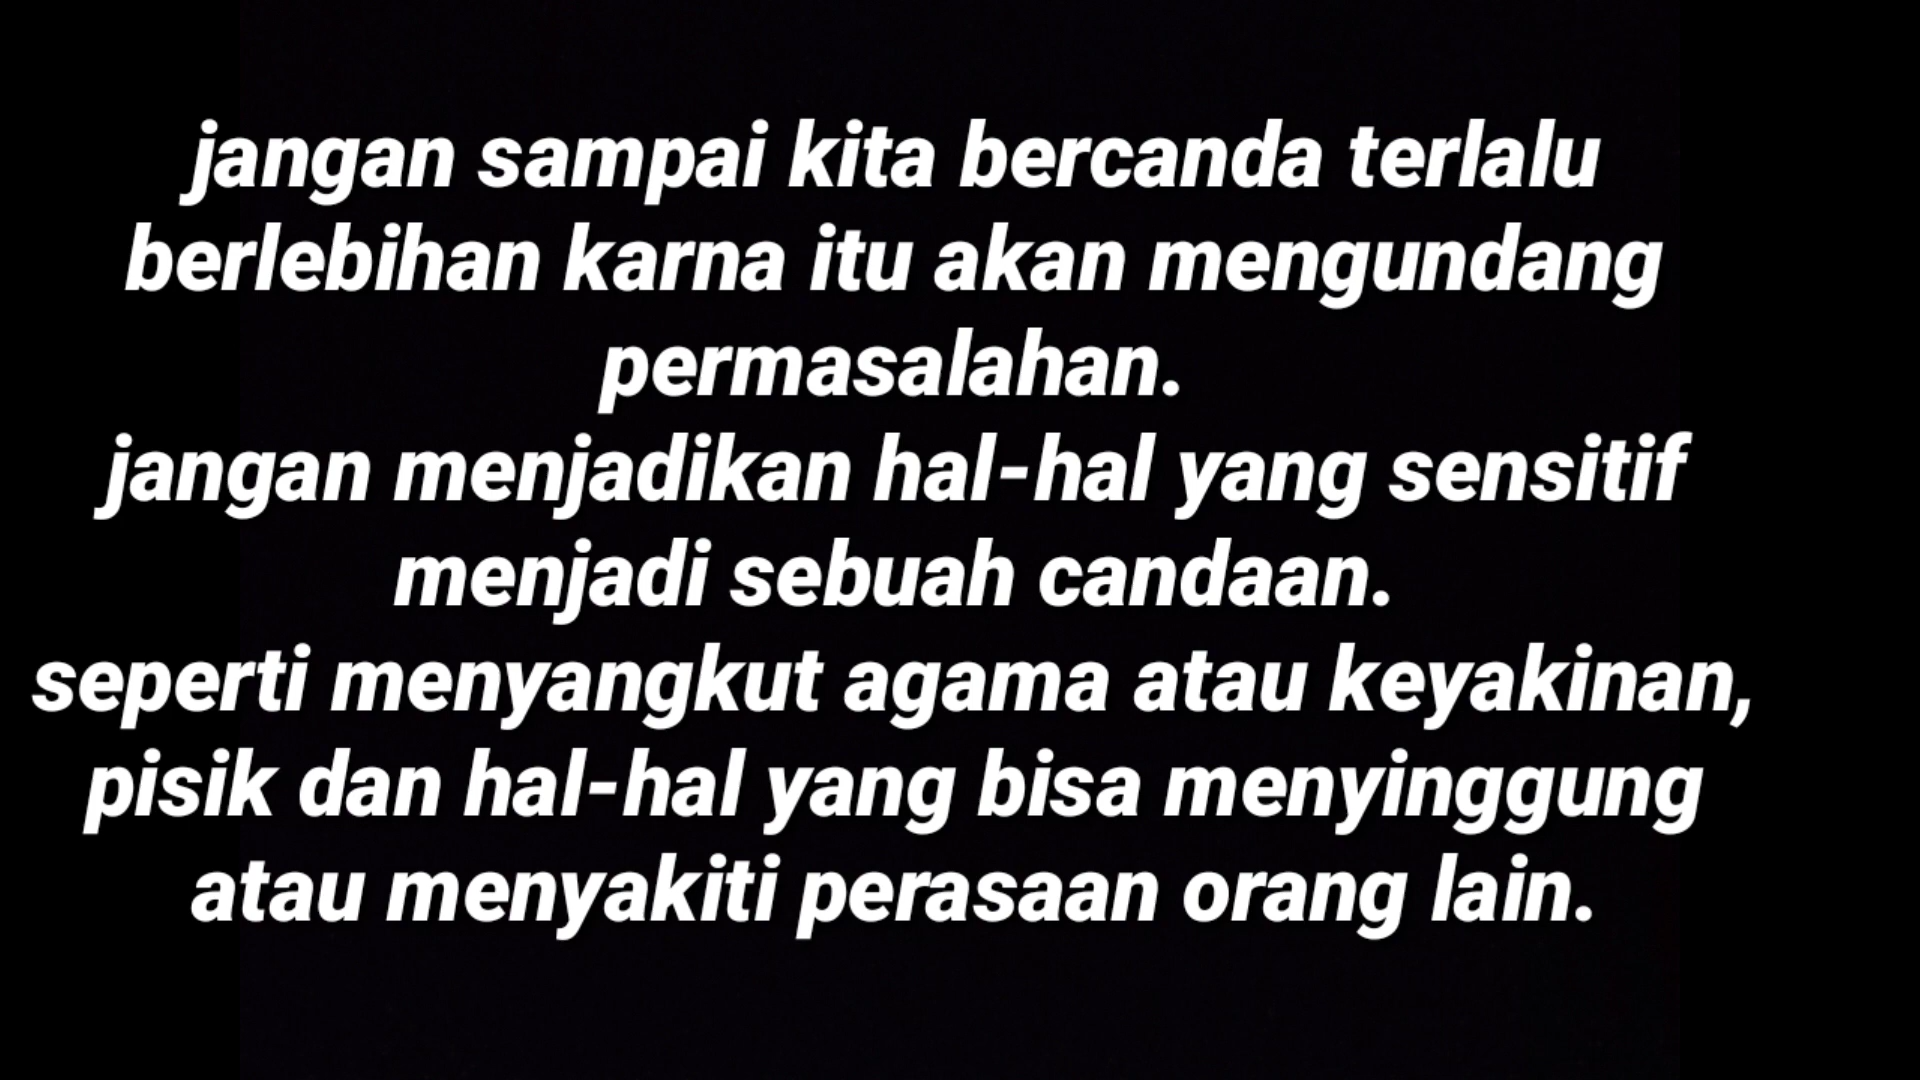 jangan sampai kita bercanda terlalu
berlebihan karna itu akan mengundang
permasalahan.
jangan menjadikan hal-hal yang sensitif
menjadi sebuah candaan.
seperti menyangkut agama atau keyakinan,
pisik dan hal-hal yang bisa menyinggung
atau menyakiti perasaan orang lain.